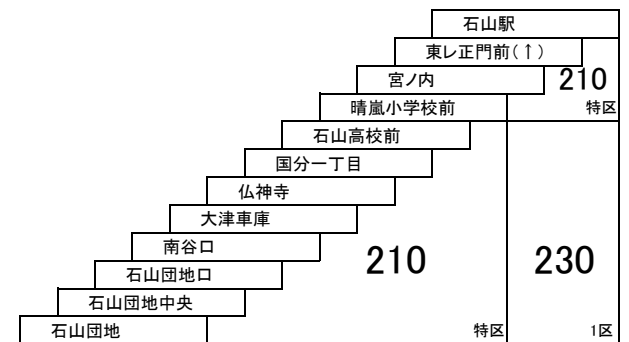 石山駅
東レ正門前(↑)
宮ノ内
210
晴嵐小学校前
特区
石山高校前
国分一丁目
仏神寺
大津車庫
南谷口
210
230
石山団地口
石山団地中央
石山団地
特区
1区